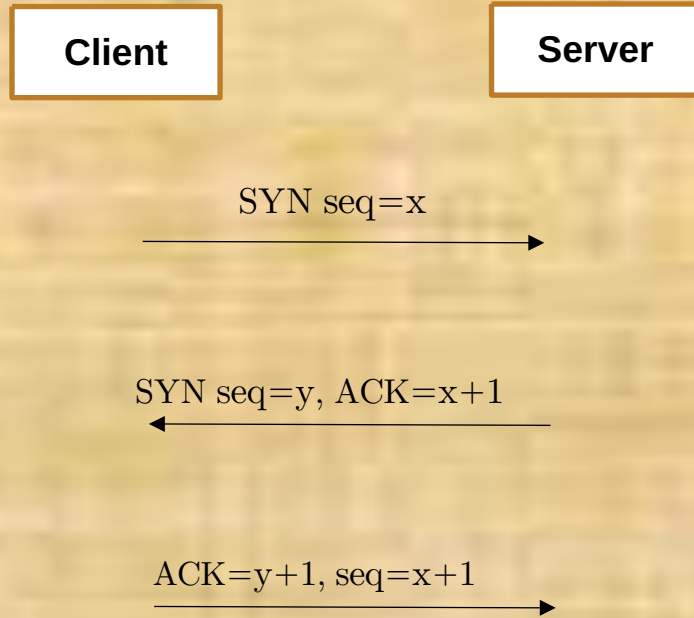 Client
Server
SYN seq=x
SYN seq=y, ACK=x+1
ACK=y+1, seq=x+1